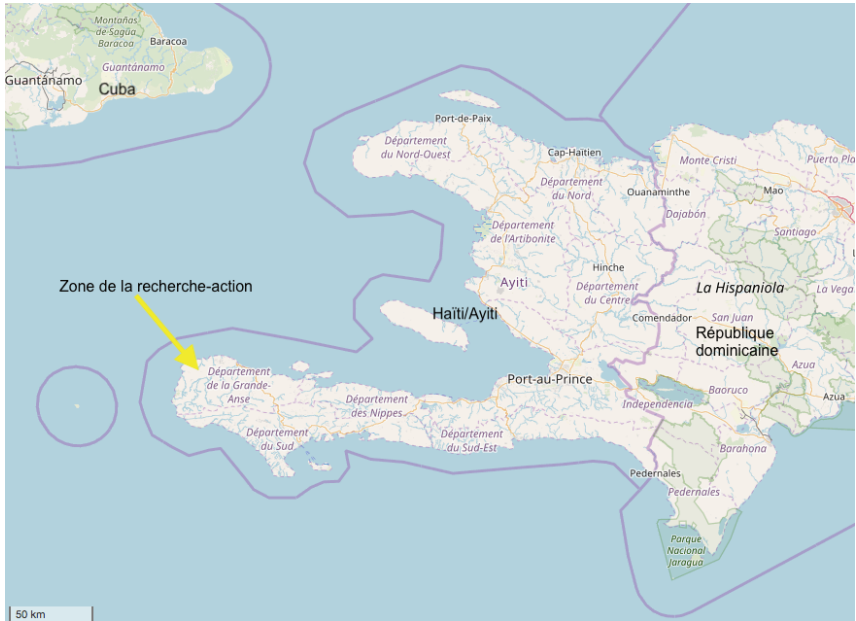 Montañas
de-Sagüa
Baracoa
Baracoa
Guantánamo
Guantánamo
Cuba
Port-de-Paix
Département
du Nord-Ouest
Cap-Haïtien
Monte Cristi
Puerto Pla
Ouanaminthe
Mao
Département
du Nord
Dajabón
Santiago
Département
de l'Artibonite
Hinche
La Vega
Ayiti
La Hispaniola
Zone de la recherche-action
Département
du Centre
Haïti/Ayiti
Comendador
San Juan
République
dominicaine
Azua
Département
de la Grande-
Anse
Port-au-Prince
Baoruco
Azua
Département
des Nippes
Independencia
Département
du Sud
Département
du Sud-Est
Barahona
Pedernales
Pedernales
Parque
Nacional
Jaragua
50 km